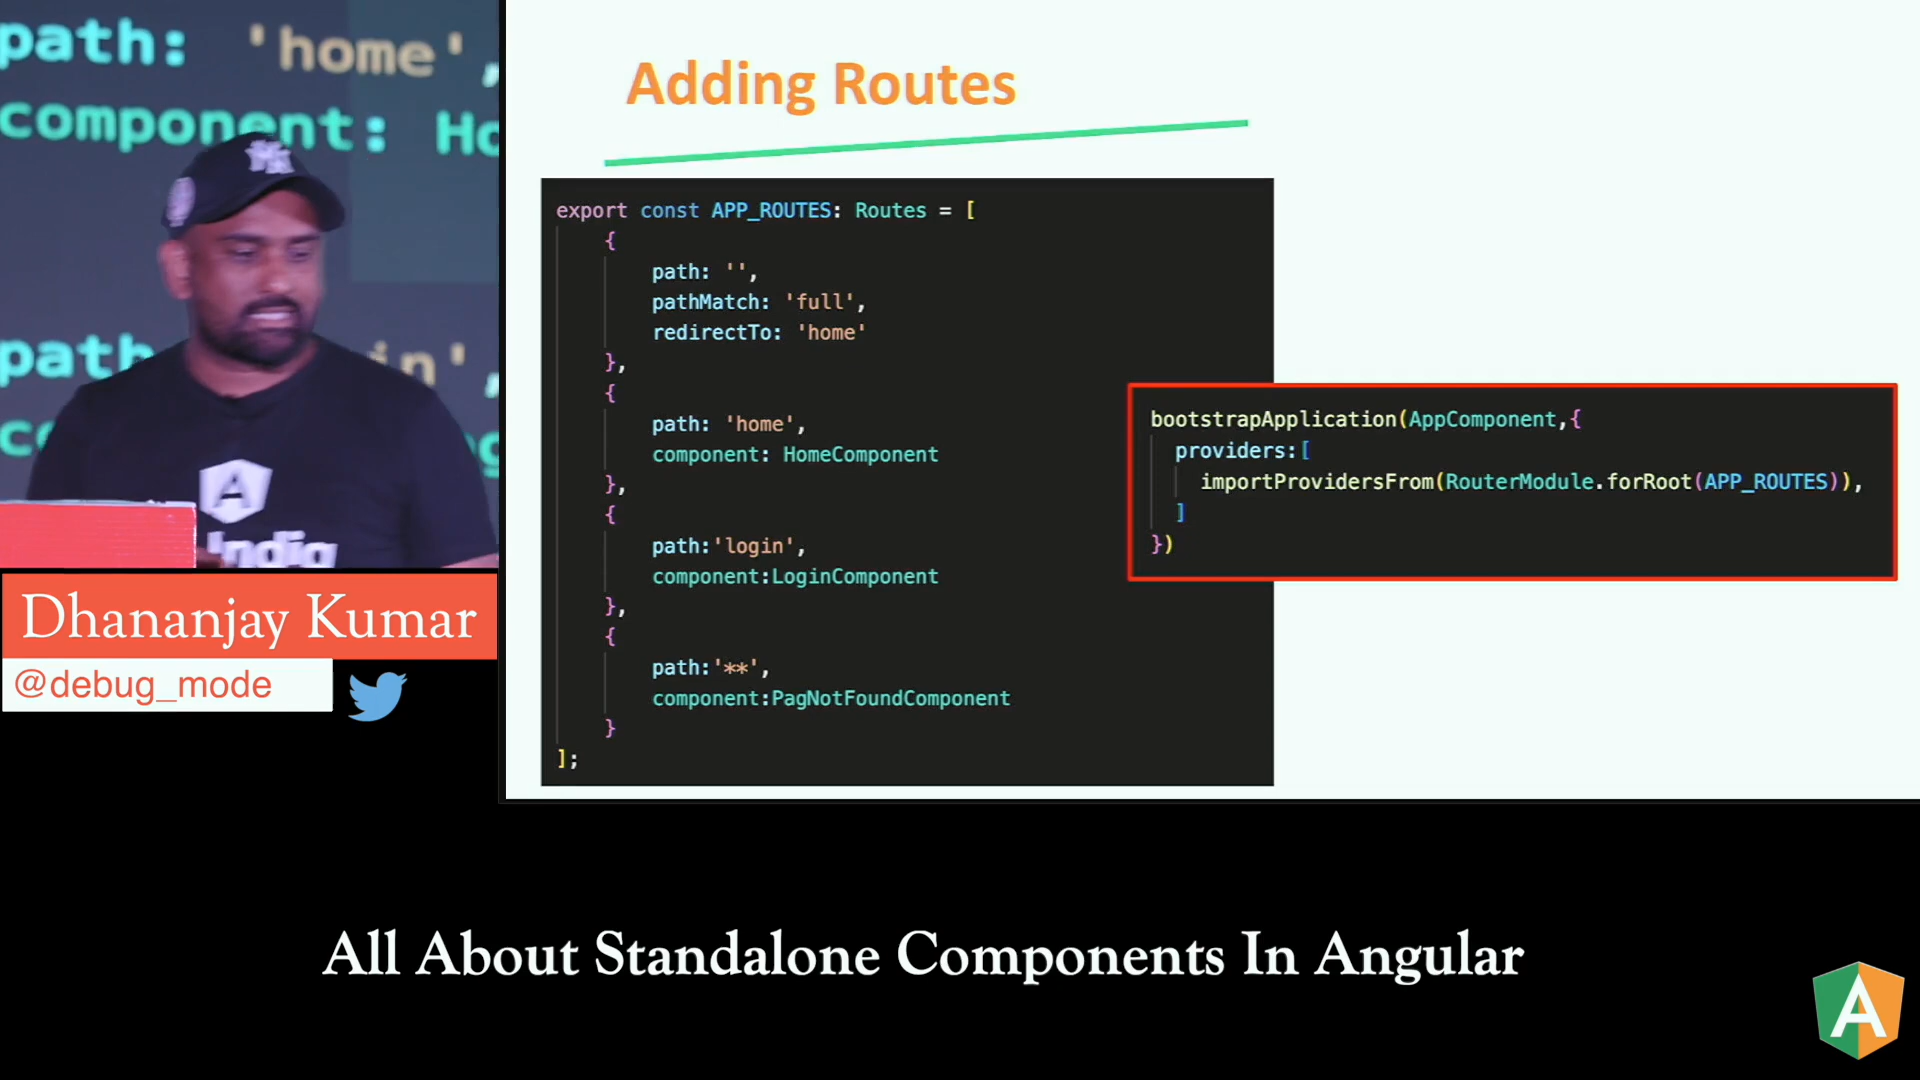 path: 'home',
component: Ho
path
in',
India
Dhananjay Kumar
@debug_mode
Adding Routes
export const APP_ROUTES: Routes = [
{
path: '',
pathMatch: 'full',
redirectTo: 'home'
},
{
path: 'home',
component: HomeComponent
},
{
path:'login',
component:LoginComponent
},
{
path:'**',
component:PagNotFoundComponent
}
];
bootstrapApplication(AppComponent,{
providers:[
importProvidersFrom(RouterModule.forRoot(APP_ROUTES)),
]
})
All About Standalone Components In Angular
A